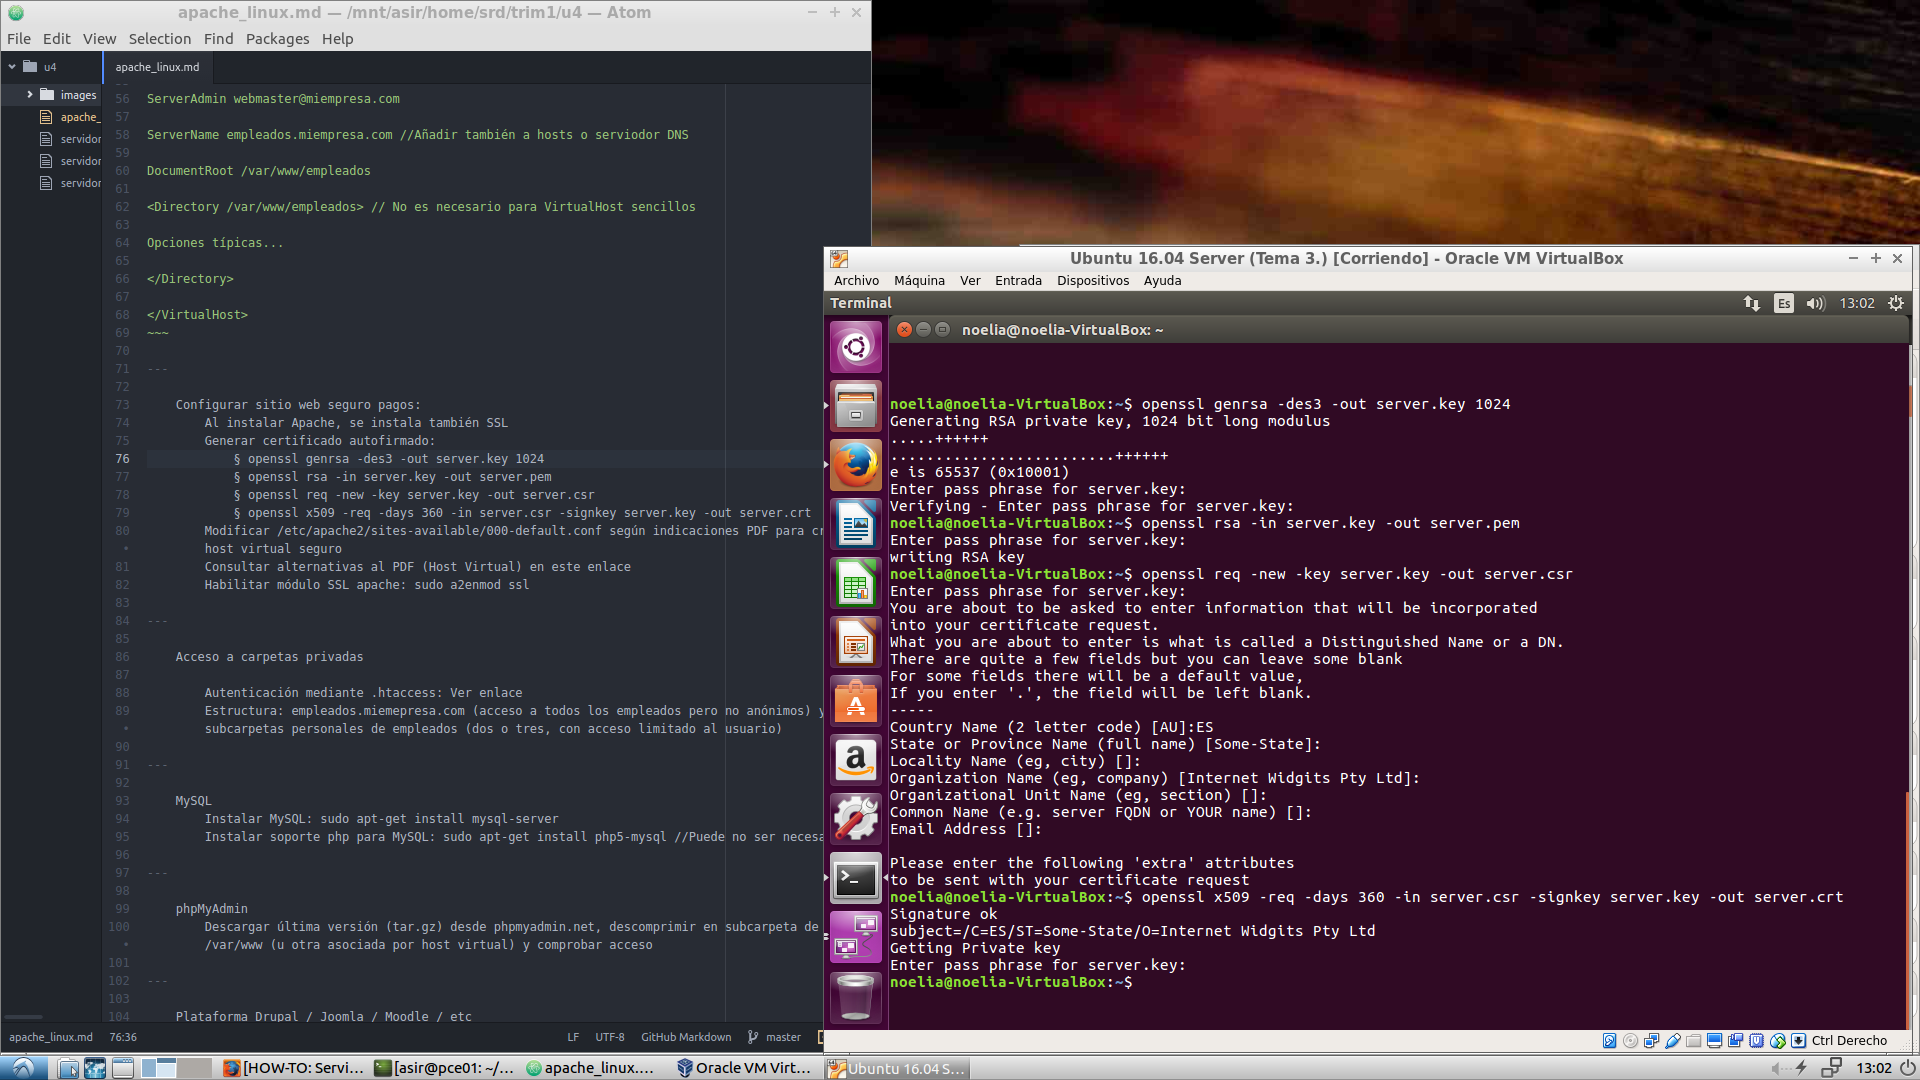 apache_linux.md — /mnt/asir/home/srd/trim1/u4 — Atom
File Edit View Selection Find Packages Help
u4
apache_linux.md
images
apache_
servidor
servidor
servidor
56 ServerAdmin webmaster@miempresa.com
57
58 ServerName empleados.miempresa.com //Añadir también a hosts o serviodor DNS
59
60 DocumentRoot /var/www/empleados
61
62 <Directory /var/www/empleados> // No es necesario para VirtualHost sencillos
63
64 Opciones típicas...
65
66 </Directory>
67
68 </VirtualHost>
69 ~~~
70
71 ---
72
73 Configurar sitio web seguro pagos:
74 Al instalar Apache, se instala también SSL
75 Generar certificado autofirmado:
76 § openssl genrsa -des3 -out server.key 1024
77 § openssl rsa -in server.key -out server.pem
78 § openssl req -new -key server.key -out server.csr
79 § openssl x509 -req -days 360 -in server.csr -signkey server.key -out server.crt
80 Modificar /etc/apache2/sites-available/000-default.conf según indicaciones PDF para cr
• host virtual seguro
81 Consultar alternativas al PDF (Host Virtual) en este enlace
82 Habilitar módulo SSL apache: sudo a2enmod ssl
83
84 ---
85
86 Acceso a carpetas privadas
87
88 Autenticación mediante .htaccess: Ver enlace
89 Estructura: empleados.miemepresa.com (acceso a todos los empleados pero no anónimos) y
• subcarpetas personales de empleados (dos o tres, con acceso limitado al usuario)
90
91 ---
92
93 MySQL
94 Instalar MySQL: sudo apt-get install mysql-server
95 Instalar soporte php para MySQL: sudo apt-get install php5-mysql //Puede no ser necesa
96
97 ---
98
99 phpMyAdmin
100 Descargar última versión (tar.gz) desde phpmyadmin.net, descomprimir en subcarpeta de
• /var/www (u otra asociada por host virtual) y comprobar acceso
101
102 ---
103
104 Plataforma Drupal / Joomla / Moodle / etc
apache_linux.md 76:36 LF UTF-8 GitHub Markdown master
Ubuntu 16.04 Server (Tema 3.) [Corriendo] - Oracle VM VirtualBox
Archivo Máquina Ver Entrada Dispositivos Ayuda
Terminal Es 13:02
noelia@noelia-VirtualBox: ~
noelia@noelia-VirtualBox:~$ openssl genrsa -des3 -out server.key 1024
Generating RSA private key, 1024 bit long modulus
.....++++++
.........................++++++
e is 65537 (0x10001)
Enter pass phrase for server.key:
Verifying - Enter pass phrase for server.key:
noelia@noelia-VirtualBox:~$ openssl rsa -in server.key -out server.pem
Enter pass phrase for server.key:
writing RSA key
noelia@noelia-VirtualBox:~$ openssl req -new -key server.key -out server.csr
Enter pass phrase for server.key:
You are about to be asked to enter information that will be incorporated
into your certificate request.
What you are about to enter is what is called a Distinguished Name or a DN.
There are quite a few fields but you can leave some blank
For some fields there will be a default value,
If you enter '.', the field will be left blank.
-----
Country Name (2 letter code) [AU]:ES
State or Province Name (full name) [Some-State]:
Locality Name (eg, city) []:
Organization Name (eg, company) [Internet Widgits Pty Ltd]:
Organizational Unit Name (eg, section) []:
Common Name (e.g. server FQDN or YOUR name) []:
Email Address []:
Please enter the following 'extra' attributes
to be sent with your certificate request
noelia@noelia-VirtualBox:~$ openssl x509 -req -days 360 -in server.csr -signkey server.key -out server.crt
Signature ok
subject=/C=ES/ST=Some-State/O=Internet Widgits Pty Ltd
Getting Private key
Enter pass phrase for server.key:
noelia@noelia-VirtualBox:~$
Ctrl Derecho
[HOW-TO: Servi... [asir@pce01: ~/... apache_linux.... Oracle VM Virt... Ubuntu 16.04 S... 13:02